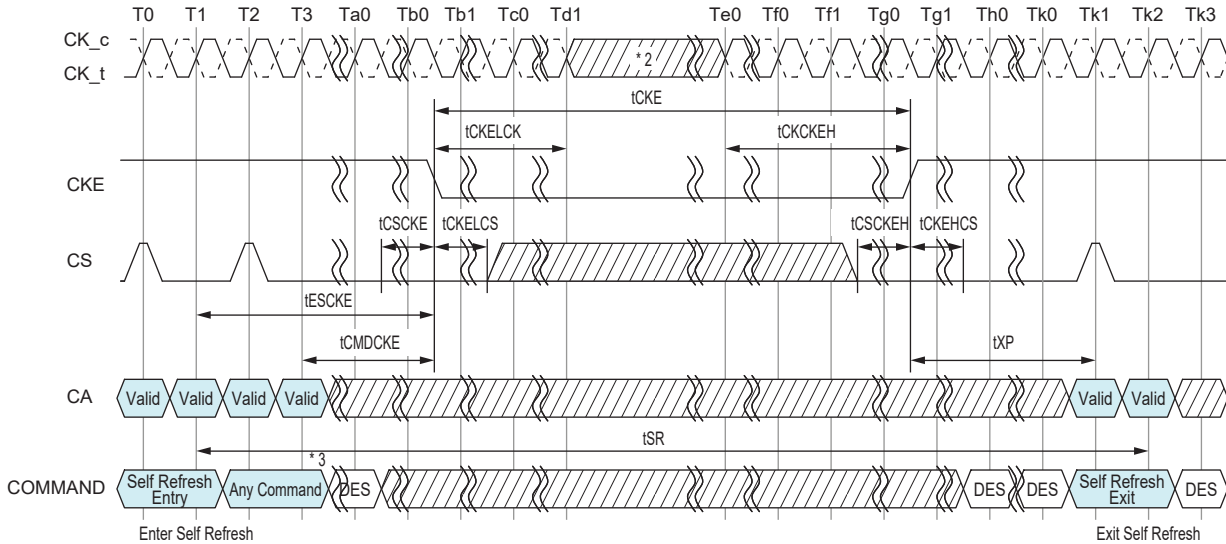 T0 T1 T2 T3 Ta0 Tb0 Tb1 Tc0 Td1 Te0 Tf0 Tf1 Tg0 Tg1 Th0 Tk0 Tk1 Tk2 Tk3
CK_c
CK_t
* 2
tCKE
tCKELCK tCKCKEH
CKE
tCSCKE tCKELCS tCSCKEH tCKEHCS
CS
tESCKE
tCMDCKE tXP
CA Valid Valid Valid Valid Valid Valid
tSR
* 3
COMMAND Self Refresh Entry Any Command DES DES DES Self Refresh Exit DES
Enter Self Refresh Exit Self Refresh